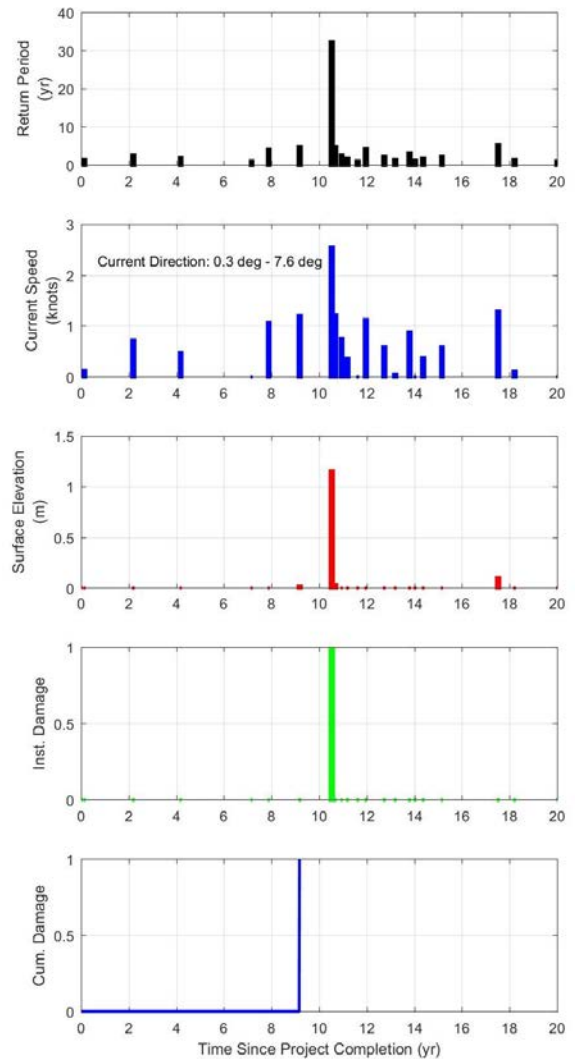 Return Period
(yr)
40
30
20
10
0
0 2 4 6 8 10 12 14 16 18 20
Current Speed
(knots)
3
2
1
0
Current Direction: 0.3 deg - 7.6 deg
0 2 4 6 8 10 12 14 16 18 20
Surface Elevation
(m)
1.5
1
0.5
0
0 2 4 6 8 10 12 14 16 18 20
Inst. Damage
1
0.5
0
0 2 4 6 8 10 12 14 16 18 20
Cum. Damage
1
0.5
0
0 2 4 6 8 10 12 14 16 18 20
Time Since Project Completion (yr)